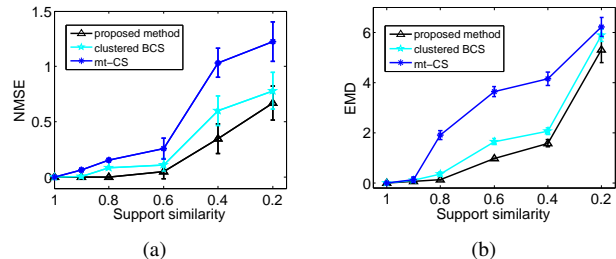 1.5
1
0.5
0
NMSE
proposed method
clustered BCS
mt-CS
1 0.8 0.6 0.4 0.2
Support similarity
(a)
6
4
2
0
EMD
proposed method
clustered BCS
mt-CS
1 0.8 0.6 0.4 0.2
Support similarity
(b)